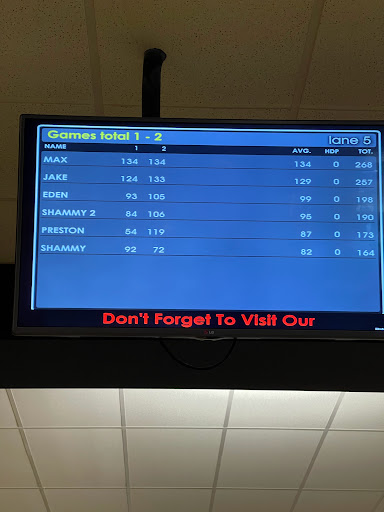 Games total 1 - 2 lane 5
NAME 1 2 AVG. HDP TOT.
MAX 134 134 134 0 268
JAKE 124 133 129 0 257
EDEN 93 105 99 0 198
SHAMMY 2 84 106 95 0 190
PRESTON 54 119 87 0 173
SHAMMY 92 72 82 0 164
Don't Forget To Visit Our
LG